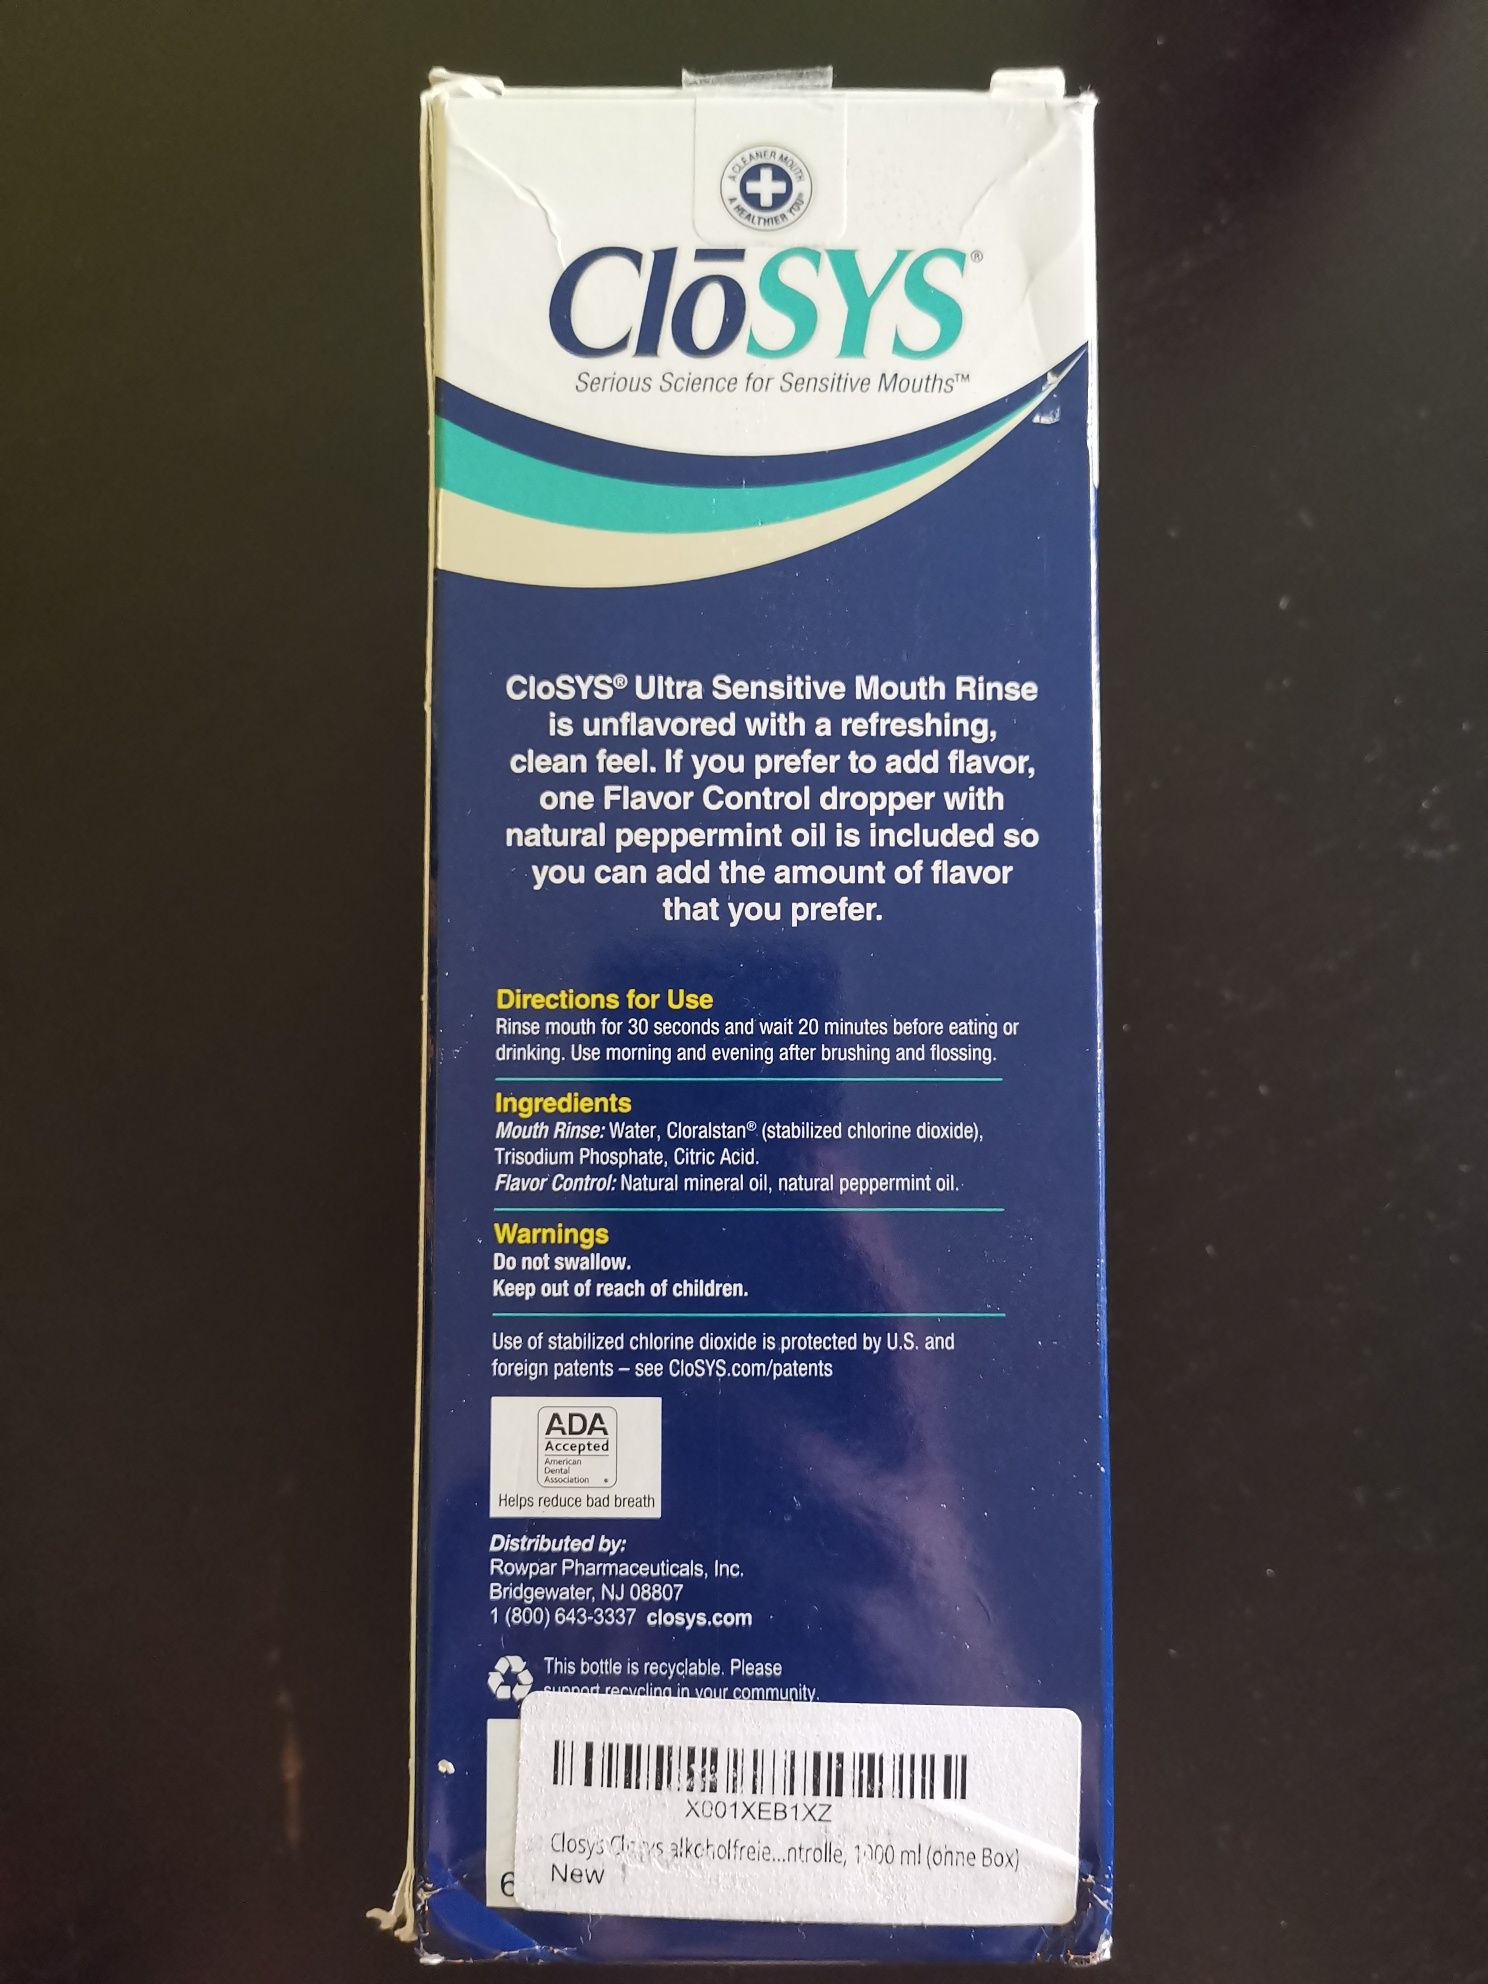 A CLEANER MOUTH
A HEALTHIER YOU
ClōSYS®
Serious Science for Sensitive Mouths™
CloSYS® Ultra Sensitive Mouth Rinse
is unflavored with a refreshing,
clean feel. If you prefer to add flavor,
one Flavor Control dropper with
natural peppermint oil is included so
you can add the amount of flavor
that you prefer.
Directions for Use
Rinse mouth for 30 seconds and wait 20 minutes before eating or
drinking. Use morning and evening after brushing and flossing.
Ingredients
Mouth Rinse: Water, Cloralstan® (stabilized chlorine dioxide),
Trisodium Phosphate, Citric Acid.
Flavor Control: Natural mineral oil, natural peppermint oil.
Warnings
Do not swallow.
Keep out of reach of children.
Use of stabilized chlorine dioxide is protected by U.S. and
foreign patents – see CloSYS.com/patents
ADA
Accepted
American
Dental
Association ®
Helps reduce bad breath
Distributed by:
Rowpar Pharmaceuticals, Inc.
Bridgewater, NJ 08807
1 (800) 643-3337 closys.com
This bottle is recyclable. Please
support recycling in your community.
X001XEB1XZ
Closys alkoholfreie...ntrolle, 1000 ml (ohne Box)
New
6